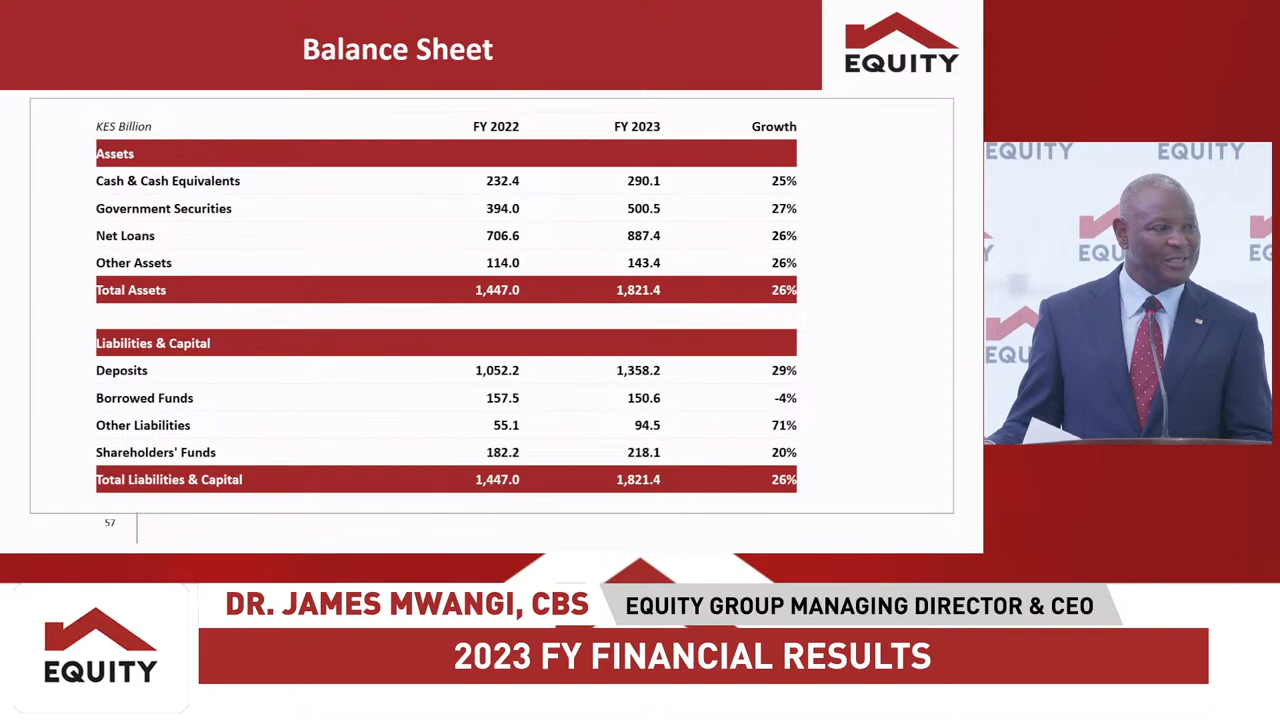 Balance Sheet
EQUITY
KES Billion FY 2022 FY 2023 Growth
Assets
Cash & Cash Equivalents 232.4 290.1 25%
Government Securities 394.0 500.5 27%
Net Loans 706.6 887.4 26%
Other Assets 114.0 143.4 26%
Total Assets 1,447.0 1,821.4 26%
Liabilities & Capital
Deposits 1,052.2 1,358.2 29%
Borrowed Funds 157.5 150.6 -4%
Other Liabilities 55.1 94.5 71%
Shareholders' Funds 182.2 218.1 20%
Total Liabilities & Capital 1,447.0 1,821.4 26%
57
EQUITY EQUITY
DR. JAMES MWANGI, CBS EQUITY GROUP MANAGING DIRECTOR & CEO
EQUITY
2023 FY FINANCIAL RESULTS